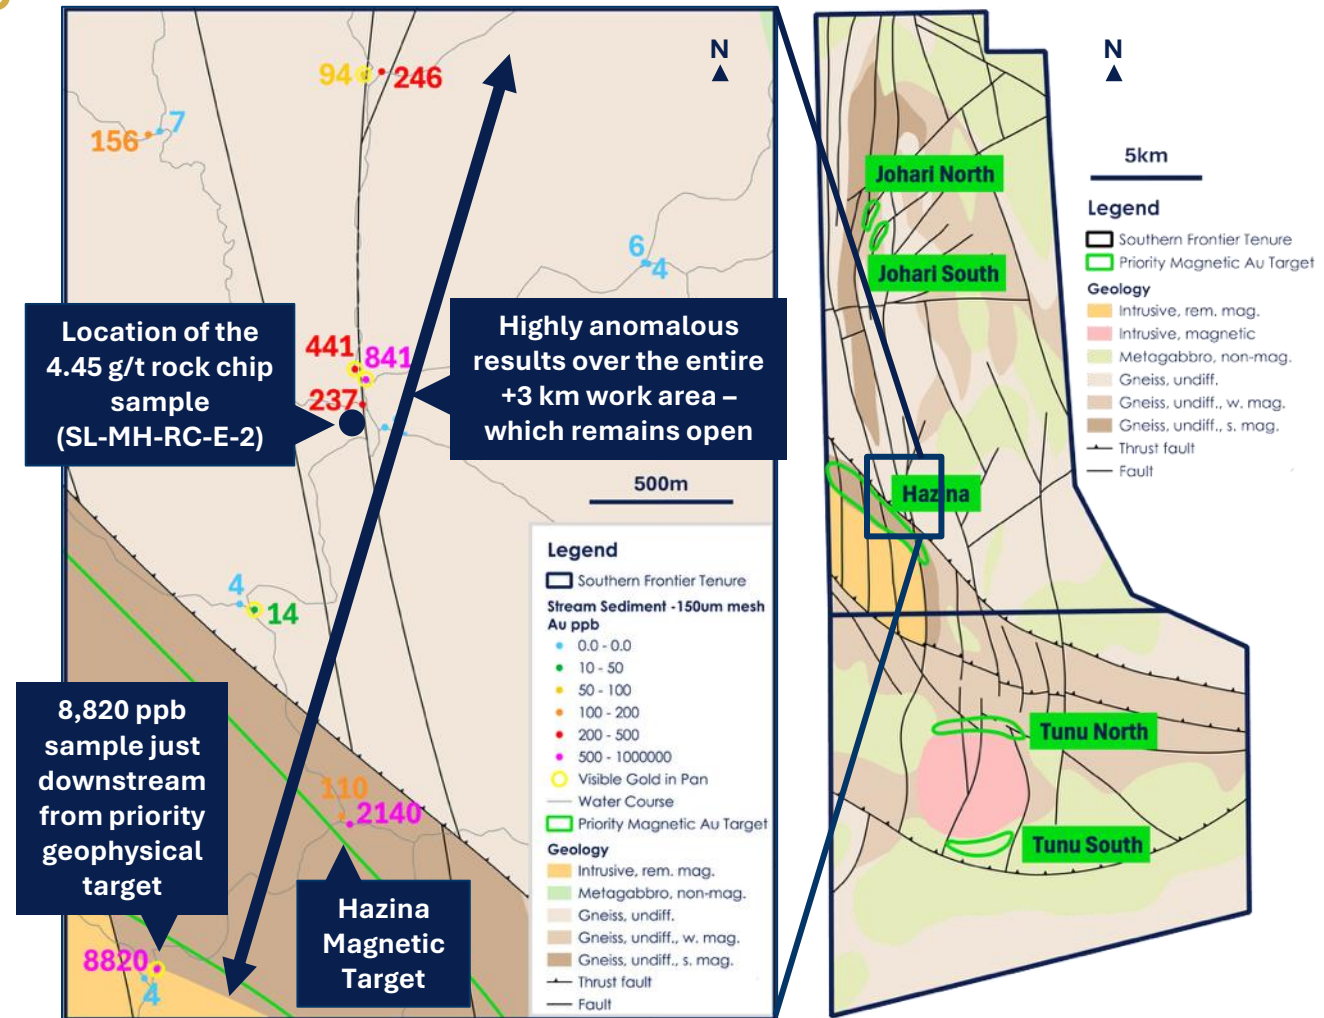 N
94
246
7
156
6
4
Location of the
4.45 g/t rock chip
sample
(SL-MH-RC-E-2)
441
841
237
Highly anomalous
results over the entire
+3 km work area –
which remains open
500m
4
14
8,820 ppb
sample just
downstream
from priority
geophysical
target
110
2140
Hazina
Magnetic
Target
8820
4
Legend
Southern Frontier Tenure
Stream Sediment -150um mesh
Au ppb
0.0 - 0.0
10 - 50
50 - 100
100 - 200
200 - 500
500 - 1000000
Visible Gold in Pan
Water Course
Priority Magnetic Au Target
Geology
Intrusive, rem. mag.
Metagabbro, non-mag.
Gneiss, undiff.
Gneiss, undiff., w. mag.
Gneiss, undiff., s. mag.
Thrust fault
Fault
N
5km
Johari North
Johari South
Hazina
Tunu North
Tunu South
Legend
Southern Frontier Tenure
Priority Magnetic Au Target
Geology
Intrusive, rem. mag.
Intrusive, magnetic
Metagabbro, non-mag.
Gneiss, undiff.
Gneiss, undiff., w. mag.
Gneiss, undiff., s. mag.
Thrust fault
Fault